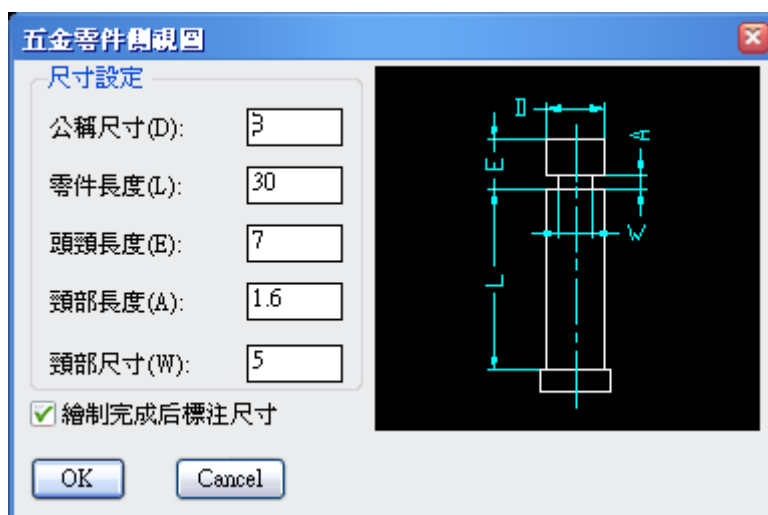 五金零件側視圖
尺寸設定
公稱尺寸(D): 3
零件長度(L): 30
頭頸長度(E): 7
頸部長度(A): 1.6
頸部尺寸(W): 5
繪制完成后標注尺寸
OK Cancel
D
E
A
W
L